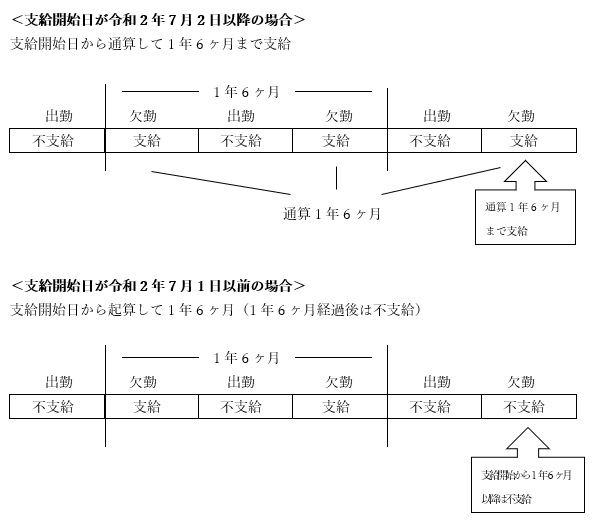 ＜支給開始日が令和２年７月２日以降の場合＞
支給開始日から通算して１年６ヶ月まで支給
１年６ヶ月
出勤 欠勤 出勤 欠勤 出勤 欠勤
不支給 支給 不支給 支給 不支給 支給
通算１年６ヶ月
通算１年６ヶ月
まで支給
＜支給開始日が令和２年７月１日以前の場合＞
支給開始日から起算して１年６ヶ月（1年６ヶ月経過後は不支給）
１年６ヶ月
出勤 欠勤 出勤 欠勤 出勤 欠勤
不支給 支給 不支給 支給 不支給 不支給
支給開始から１年６ヶ月
以降は不支給